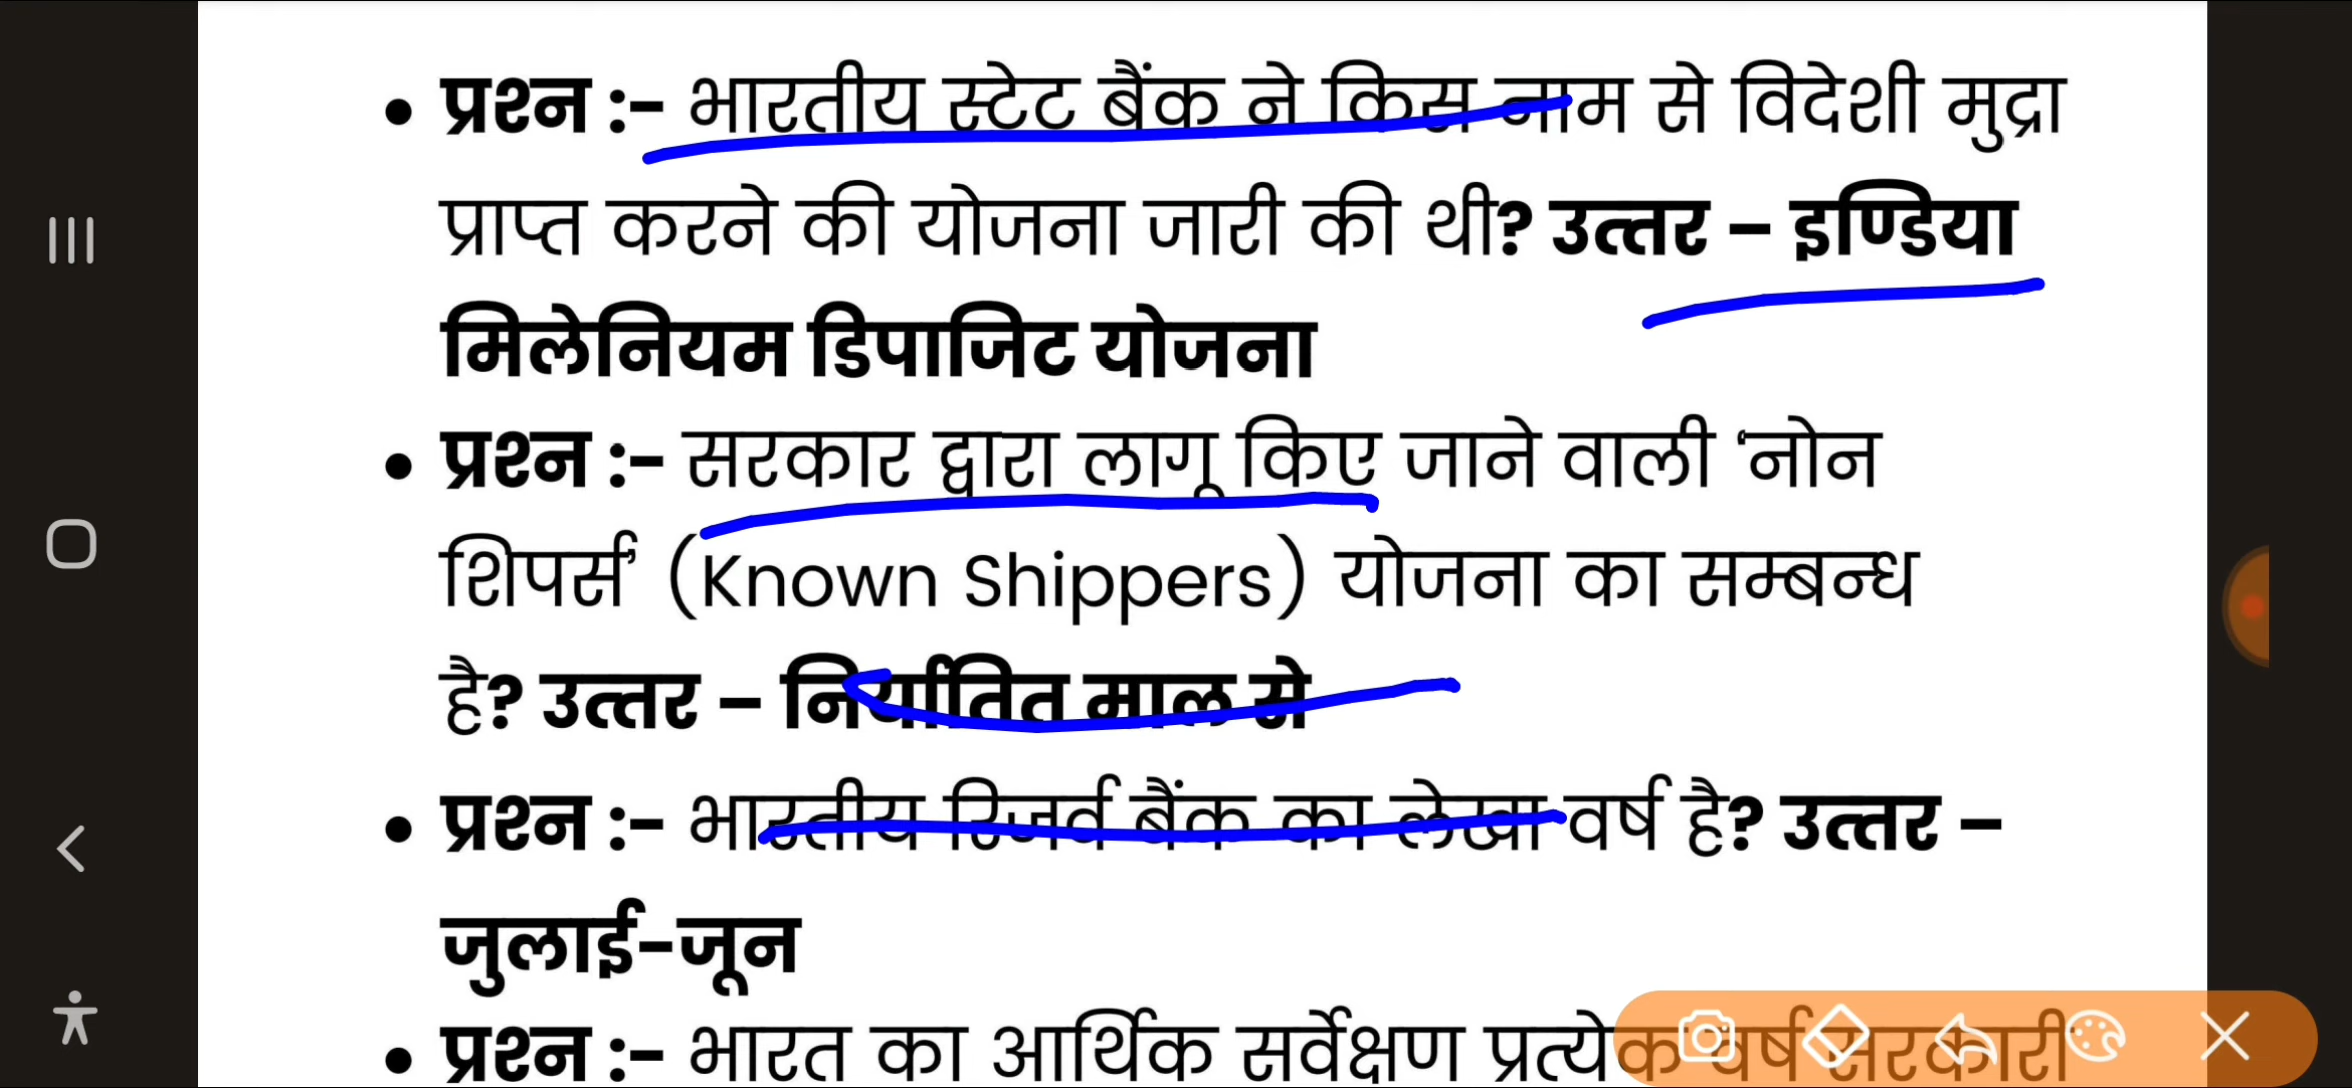 • प्रश्न :- भारतीय स्टेट बैंक ने किस नाम से विदेशी मुद्रा
प्राप्त करने की योजना जारी की थी? उत्तर – इण्डिया
मिलेनियम डिपाजिट योजना
• प्रश्न :- सरकार द्वारा लागू किए जाने वाली ‘नोन
शिपर्स’ (Known Shippers) योजना का सम्बन्ध
है? उत्तर – निर्यातित माल से
• प्रश्न :- भारतीय रिजर्व बैंक का लेखा वर्ष है? उत्तर –
जुलाई-जून
• प्रश्न :- भारत का आर्थिक सर्वेक्षण प्रत्येक वर्ष सरकारी